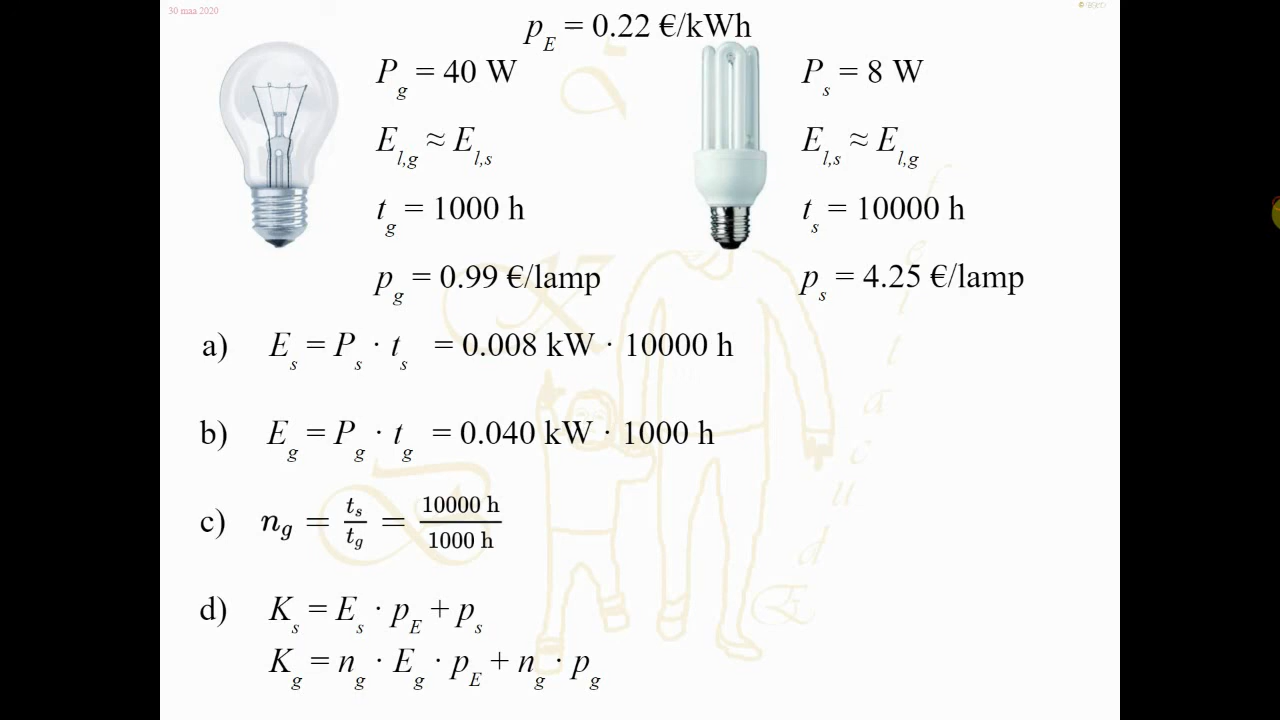 30 maa 2020
p_E = 0.22 €/kWh
P_g = 40 W
P_s = 8 W
E_l,g ≈ E_l,s
E_l,s ≈ E_l,g
t_g = 1000 h
t_s = 10000 h
p_g = 0.99 €/lamp
p_s = 4.25 €/lamp
a) E_s = P_s · t_s = 0.008 kW · 10000 h
b) E_g = P_g · t_g = 0.040 kW · 1000 h
c) n_g = t_s/t_g = 10000 h/1000 h
d) K_s = E_s · p_E + p_s
K_g = n_g · E_g · p_E + n_g · p_g